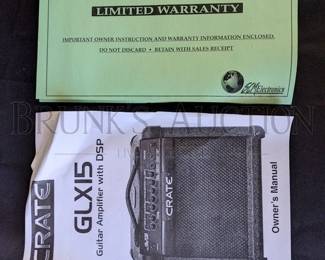 LIMITED WARRANTY
IMPORTANT OWNER INSTRUCTION AND WARRANTY INFORMATION ENCLOSED.
DO NOT DISCARD • RETAIN WITH SALES RECEIPT
Electronics
BRUNK'S AUCTION
CRATE
GLX15
Guitar Amplifier with DSP
CRATE
Owner's Manual